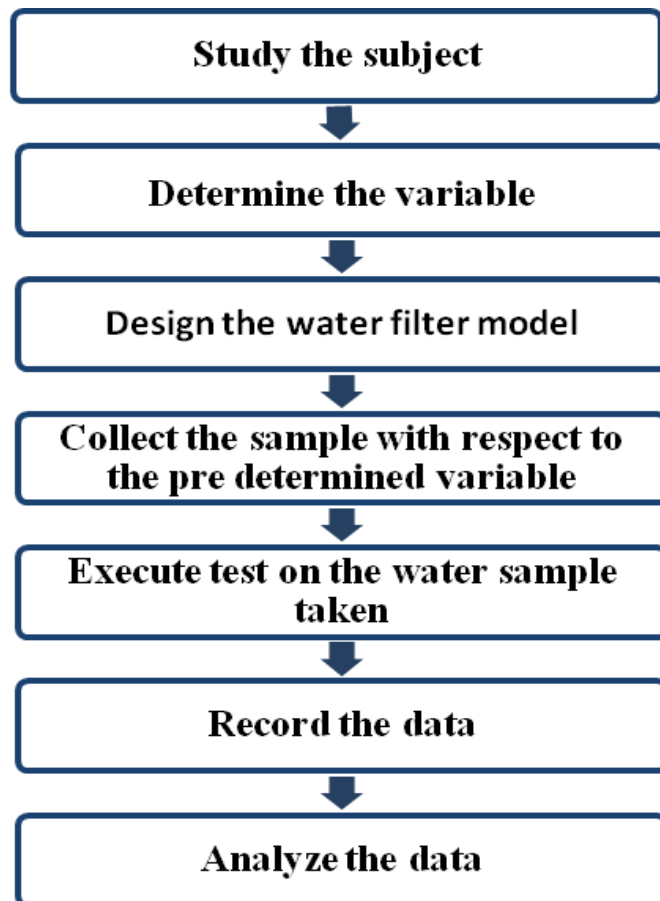 Study the subject
Determine the variable
Design the water filter model
Collect the sample with respect to
the pre determined variable
Execute test on the water sample
taken
Record the data
Analyze the data